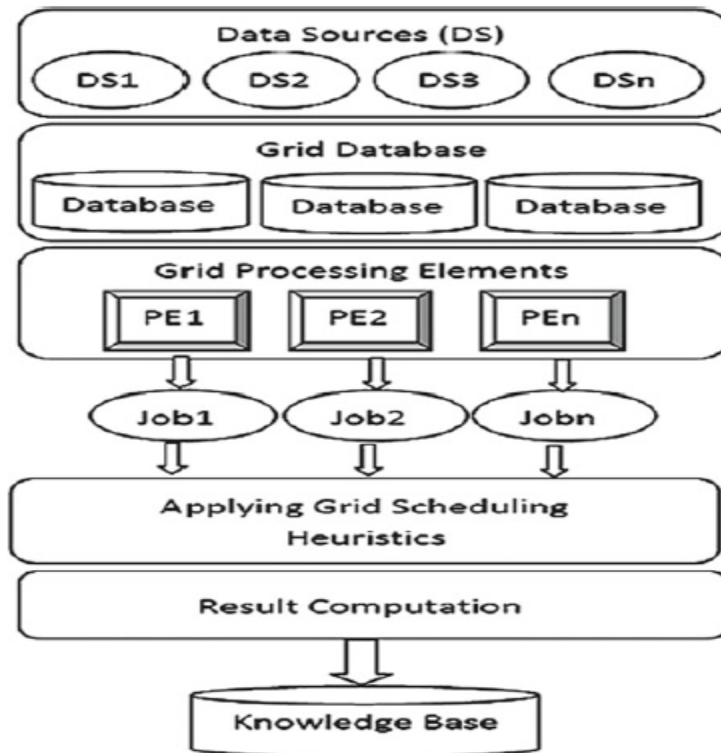 Data Sources (DS)
DS1 DS2 DS3 DSn
Grid Database
Database Database Database
Grid Processing Elements
PE1 PE2 PEn
Job1 Job2 Jobn
Applying Grid Scheduling
Heuristics
Result Computation
Knowledge Base